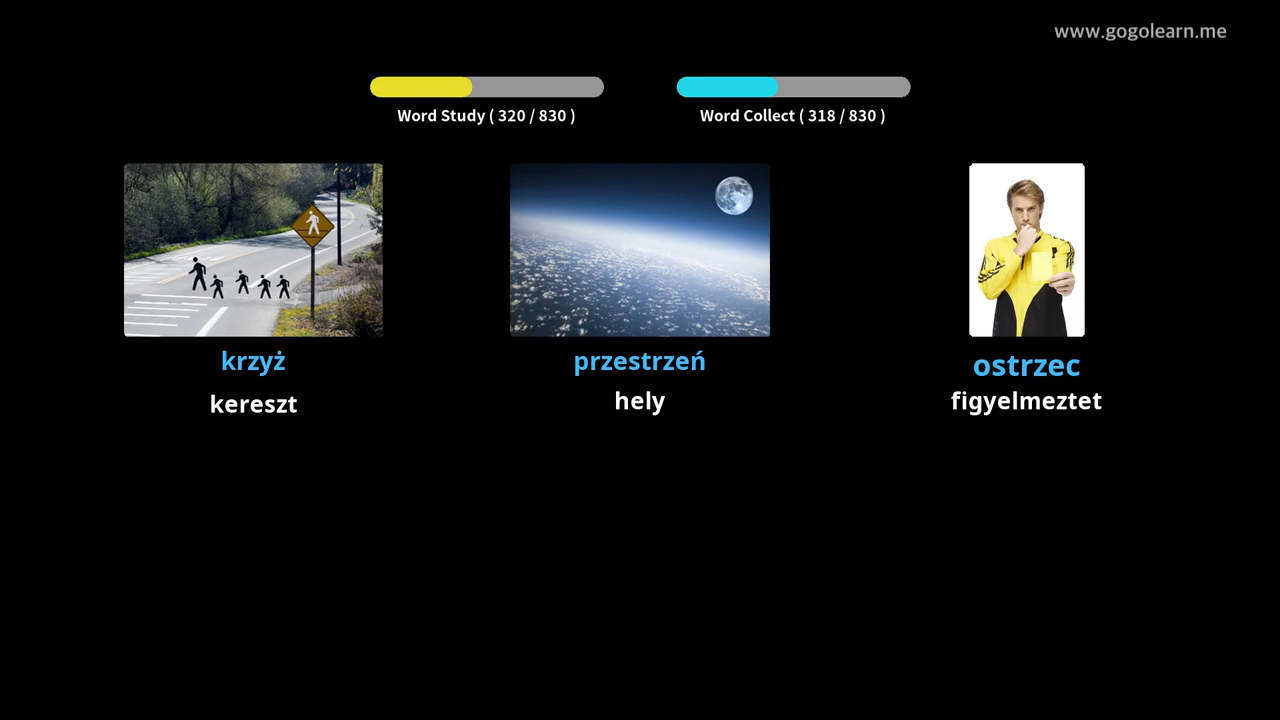 www.gogolearn.me
Word Study ( 320 / 830 )
Word Collect ( 318 / 830 )
krzyż
przestrzeń
ostrzec
kereszt
hely
figyelmeztet